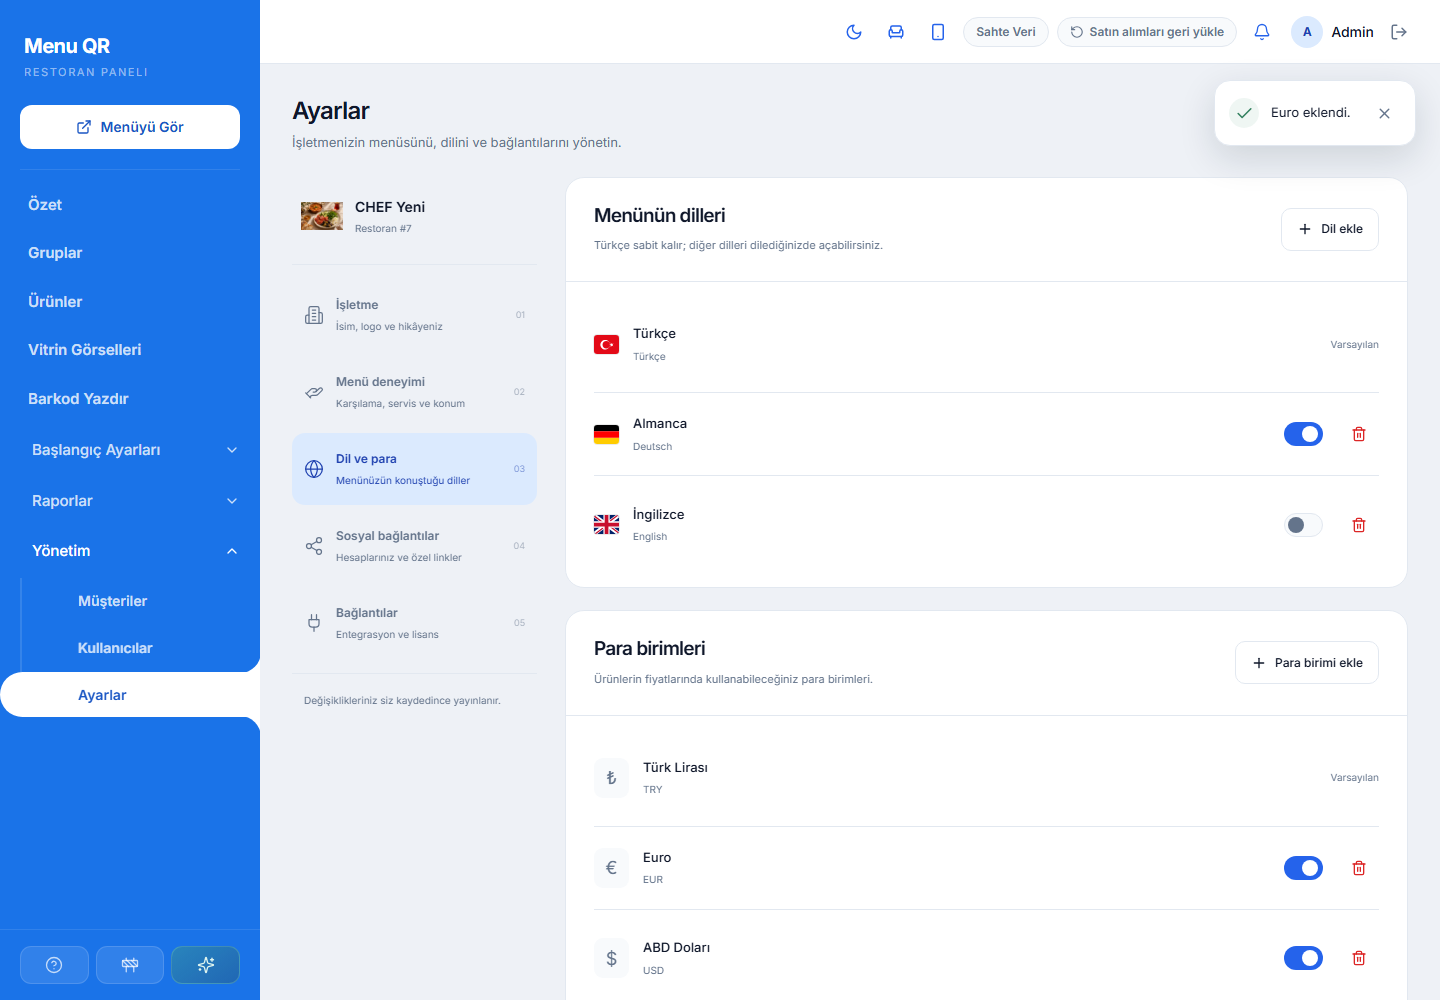 Menu QR
RESTORAN PANELİ
Menüyü Gör
Özet
Gruplar
Ürünler
Vitrin Görselleri
Barkod Yazdır
Başlangıç Ayarları
Raporlar
Yönetim
Müşteriler
Kullanıcılar
Ayarlar
Sahte Veri
Satın alımları geri yükle
A
Admin
Euro eklendi.
Ayarlar
İşletmenizin menüsünü, dilini ve bağlantılarını yönetin.
CHEF Yeni
Restoran #7
İşletme
İsim, logo ve hikâyeniz
01
Menü deneyimi
Karşılama, servis ve konum
02
Dil ve para
Menünüzün konuştuğu diller
03
Sosyal bağlantılar
Hesaplarınız ve özel linkler
04
Bağlantılar
Entegrasyon ve lisans
05
Değişiklikleriniz siz kaydedince yayınlanır.
Menünün dilleri
Türkçe sabit kalır; diğer dilleri dilediğinizde açabilirsiniz.
Dil ekle
Türkçe
Türkçe
Varsayılan
Almanca
Deutsch
İngilizce
English
Para birimleri
Ürünlerin fiyatlarında kullanabileceğiniz para birimleri.
Para birimi ekle
₺
Türk Lirası
TRY
Varsayılan
€
Euro
EUR
$
ABD Doları
USD